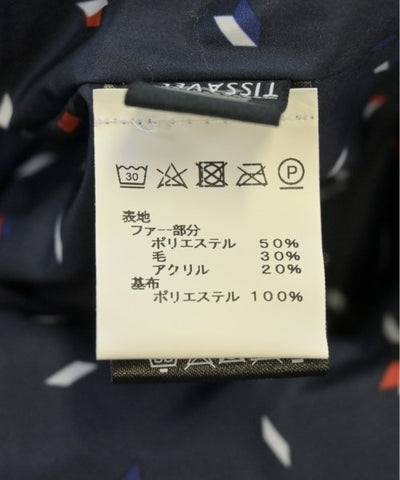 TISSAVEL
30
P
表地
ファー部分
ポリエステル 50%
毛 30%
アクリル 20%
基布
ポリエステル 100%